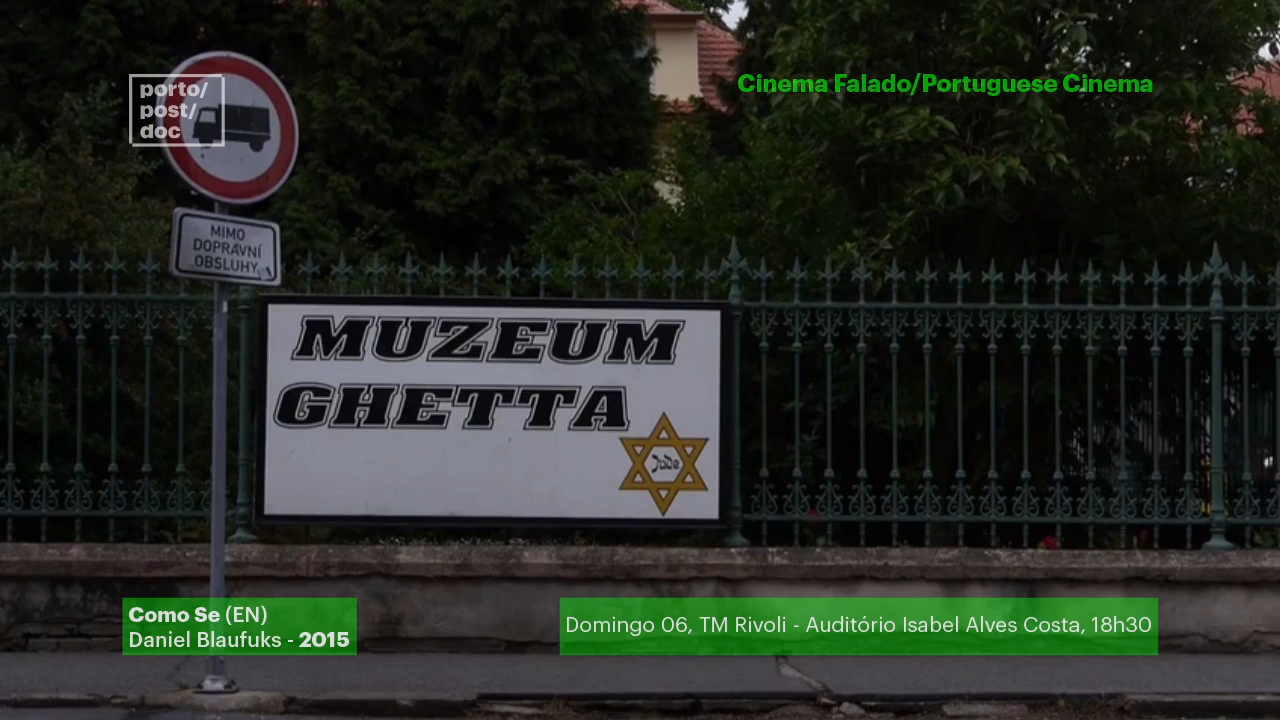 porto/
post/
doc
Cinema Falado/Portuguese Cinema
MIMO
DOPRAVNÍ
OBSLUHY
MUZEUM
GHETTA
Jude
Como Se (EN)
Daniel Blaufuks - 2015
Domingo 06, TM Rivoli - Auditório Isabel Alves Costa, 18h30